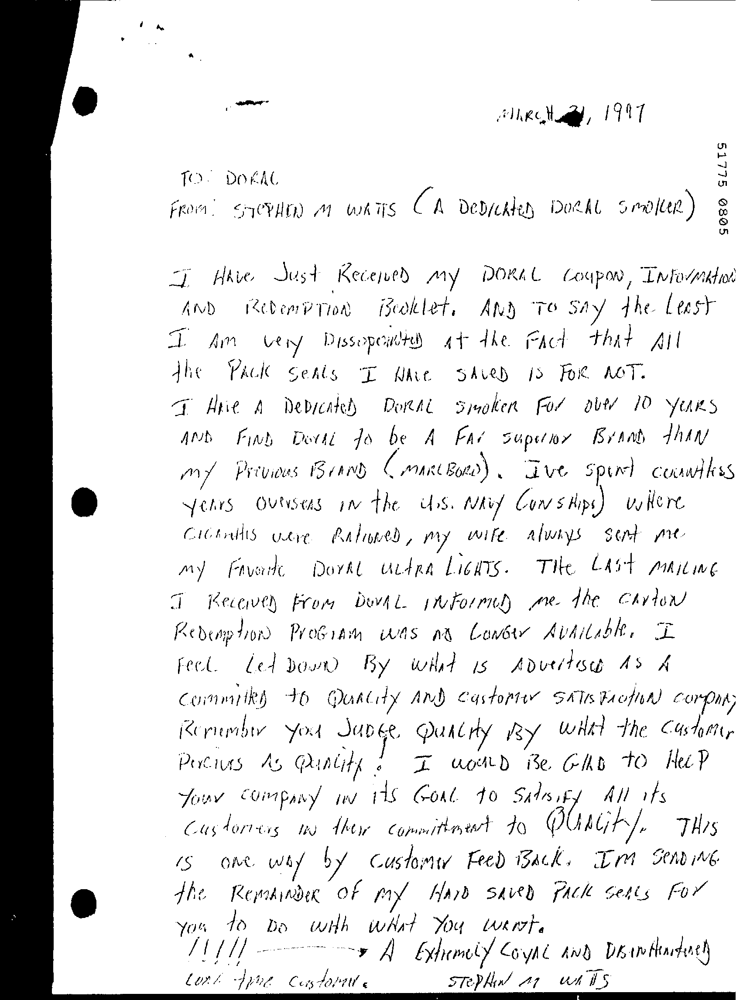 MARCH 31, 1997
51775 0805
TO: DORAL
FROM: STEPHEN M WATTS (A DEDICATED DORAL SMOKER)
I HAVE Just Received my DORAL Coupon, INFORMATION
AND REDEMPTION Booklet. AND TO SAY the LEAST
I Am very Dissopointed At the FACT that All
the PACK SEALS I HAVE SAVED IS FOR NOT.
I HAVE A DEDICATED DORAL Smoker For over 10 YEARS
AND FIND Doral to be A FAr superior BRAND than
my Previous BRAND (MARLBORO). Ive spent countless
years overseas in the U.S. NAVY (ON SHIPS) WHere
CIGARETTES were RATIONED, my wife always sent me
my Favorite DORAL ULTRA LIGHTS. THE LAST MAILING
I Received From DORAL INFORMED me the CARTON
Redemption PROGRAM WAS NO LONGER AVAILAble. I
Feel Let Down By WHAt is ADVERTISED AS A
Committed to QUALITY AND customer SATISFACTION company
Remember you JUDGE QUALITY BY WHAT the Customer
Percives As Quality! I WOULD Be GLAD to HELP
Your company in its GOAL to SATISFY All its
Customers in their committment to QUALITY. THIS
is one way by Customer FEED BACK. IM SENDING
the REMAINDER OF my HARD SAVED PACK SEALS FOR
you to Do with WHAT You want.
!!!!! → A Extremely LOYAL AND DISINHEARTENED
LONG time customer. STEPHEN M WATTS